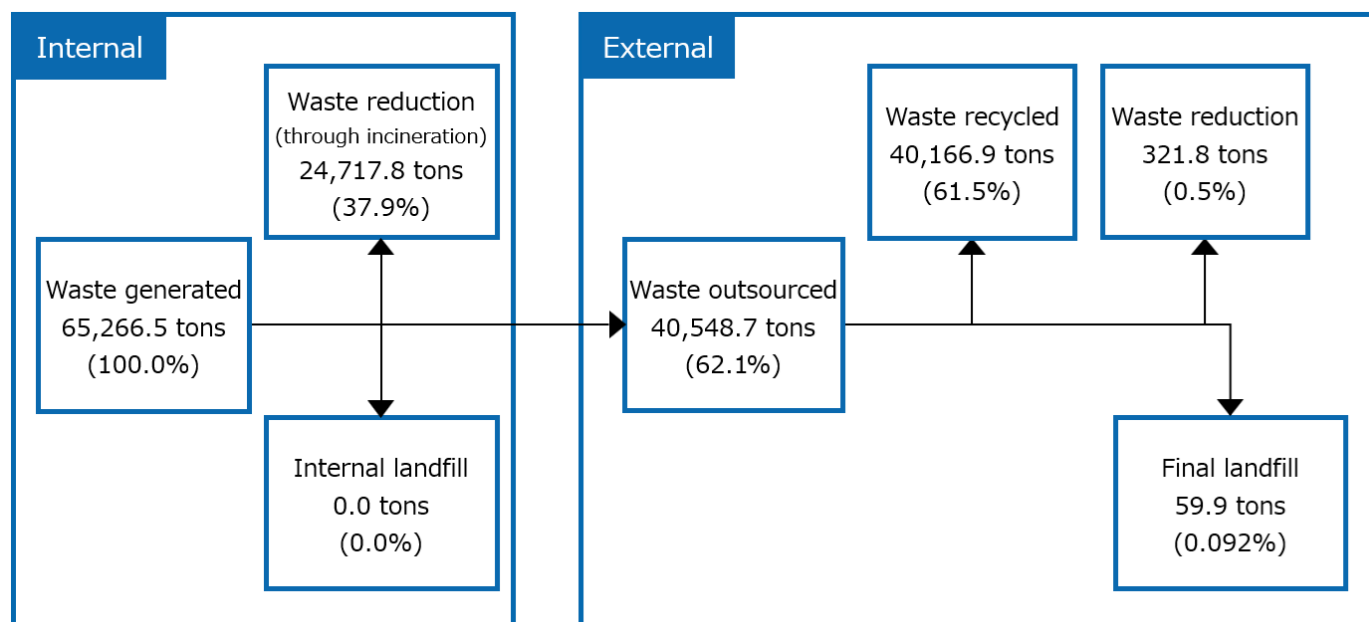 Internal
Waste reduction
(through incineration)
24,717.8 tons
(37.9%)
Waste generated
65,266.5 tons
(100.0%)
Internal landfill
0.0 tons
(0.0%)
External
Waste recycled
40,166.9 tons
(61.5%)
Waste reduction
321.8 tons
(0.5%)
Waste outsourced
40,548.7 tons
(62.1%)
Final landfill
59.9 tons
(0.092%)